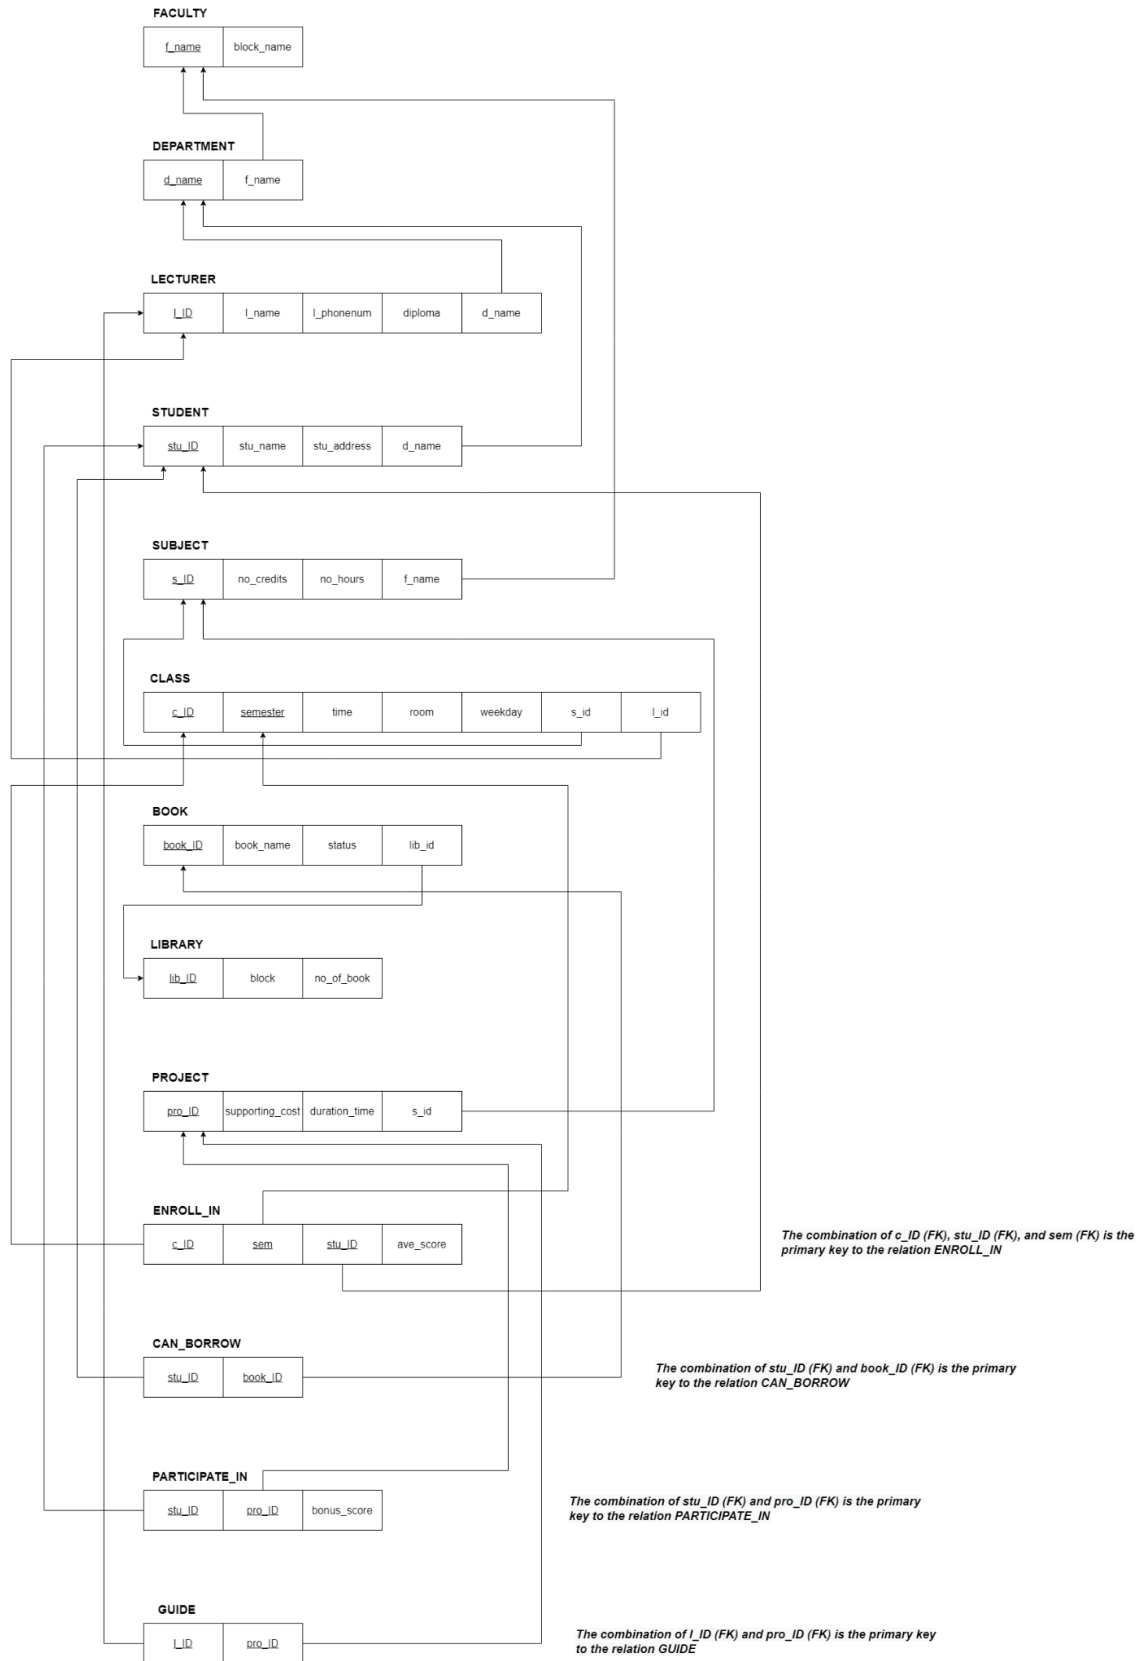 FACULTY
f_name block_name
DEPARTMENT
d_name f_name
LECTURER
l_ID l_name l_phonenum diploma d_name
STUDENT
stu_ID stu_name stu_address d_name
SUBJECT
s_ID no_credits no_hours f_name
CLASS
c_ID semester time room weekday s_id l_id
BOOK
book_ID book_name status lib_id
LIBRARY
lib_ID block no_of_book
PROJECT
pro_ID supporting_cost duration_time s_id
ENROLL_IN
c_ID sem stu_ID ave_score
The combination of c_ID (FK), stu_ID (FK), and sem (FK) is the
primary key to the relation ENROLL_IN
CAN_BORROW
stu_ID book_ID
The combination of stu_ID (FK) and book_ID (FK) is the primary
key to the relation CAN_BORROW
PARTICIPATE_IN
stu_ID pro_ID bonus_score
The combination of stu_ID (FK) and pro_ID (FK) is the primary
key to the relation PARTICIPATE_IN
GUIDE
l_ID pro_ID
The combination of l_ID (FK) and pro_ID (FK) is the primary key
to the relation GUIDE